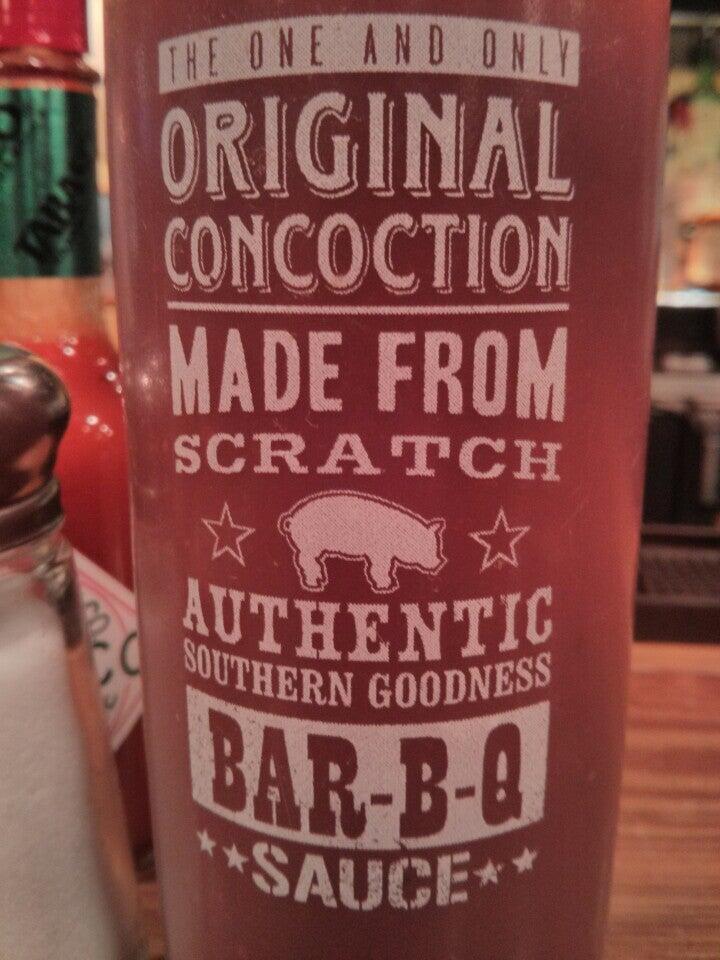 THE ONE AND ONLY
ORIGINAL
CONCOCTION
MADE FROM
SCRATCH
AUTHENTIC
SOUTHERN GOODNESS
BAR-B-Q
SAUCE